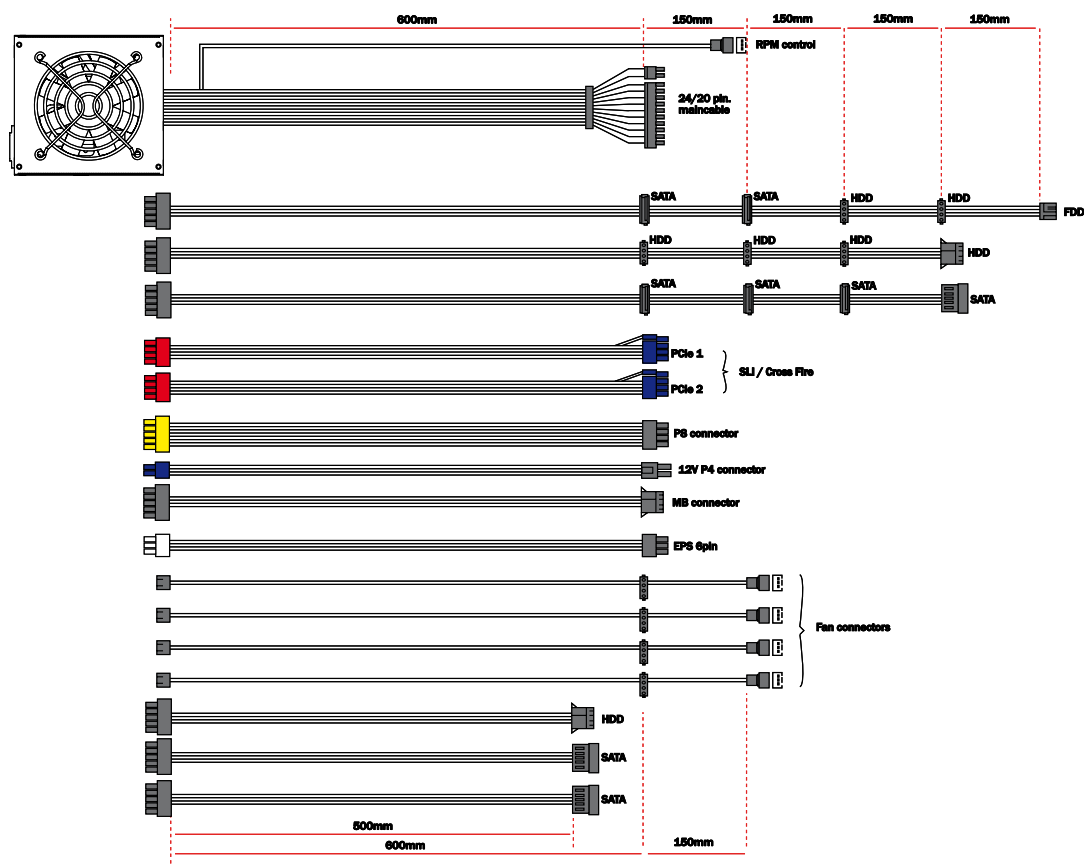 600mm 150mm 150mm 150mm 150mm
RPM control
24/20 pin.
maincable
SATA SATA HDD HDD
FDD
HDD HDD HDD
HDD
SATA SATA SATA
SATA
PCIe 1
SLI / Cross Fire
PCIe 2
P8 connector
12V P4 connector
MB connector
EPS 6pin
Fan connectors
HDD
SATA
SATA
500mm
600mm 150mm